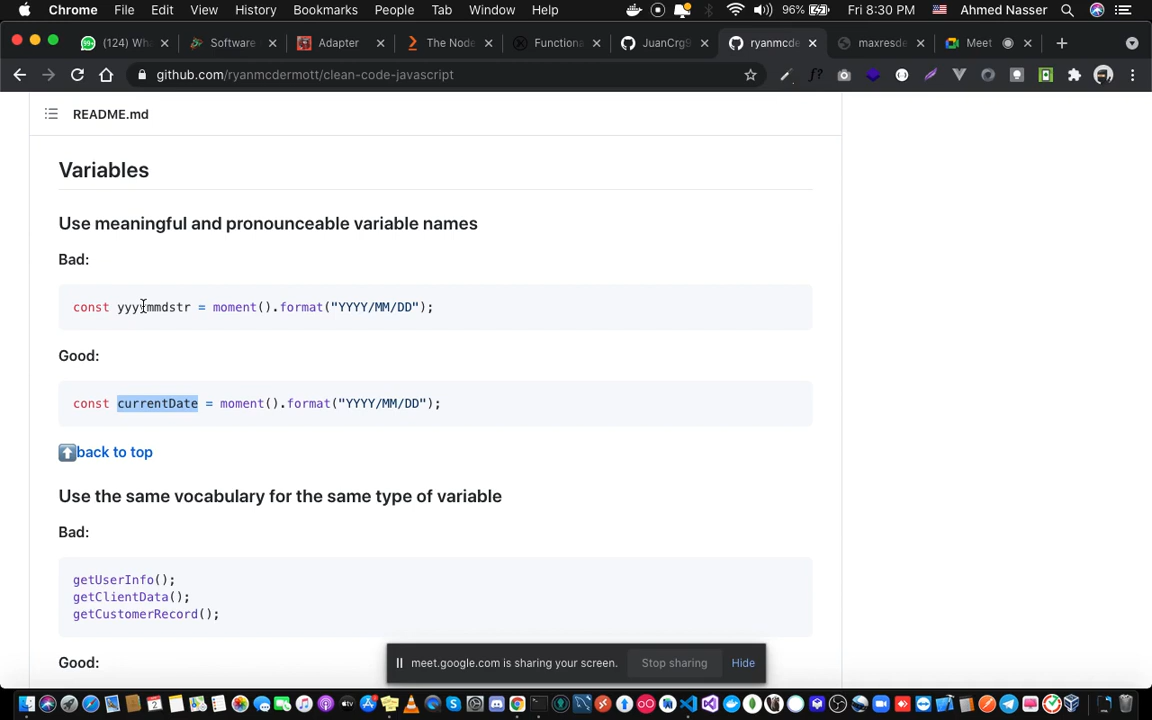 Chrome File Edit View History Bookmarks People Tab Window Help 96% Fri 8:30 PM Ahmed Nasser
(124) Wha Software Adapter The Node Functiona JuanCrg9 ryanmcde maxresde Meet
github.com/ryanmcdermott/clean-code-javascript
README.md
Variables
Use meaningful and pronounceable variable names
Bad:
const yyyymmdstr = moment().format("YYYY/MM/DD");
Good:
const currentDate = moment().format("YYYY/MM/DD");
back to top
Use the same vocabulary for the same type of variable
Bad:
getUserInfo();
getClientData();
getCustomerRecord();
Good:
meet.google.com is sharing your screen. Stop sharing Hide